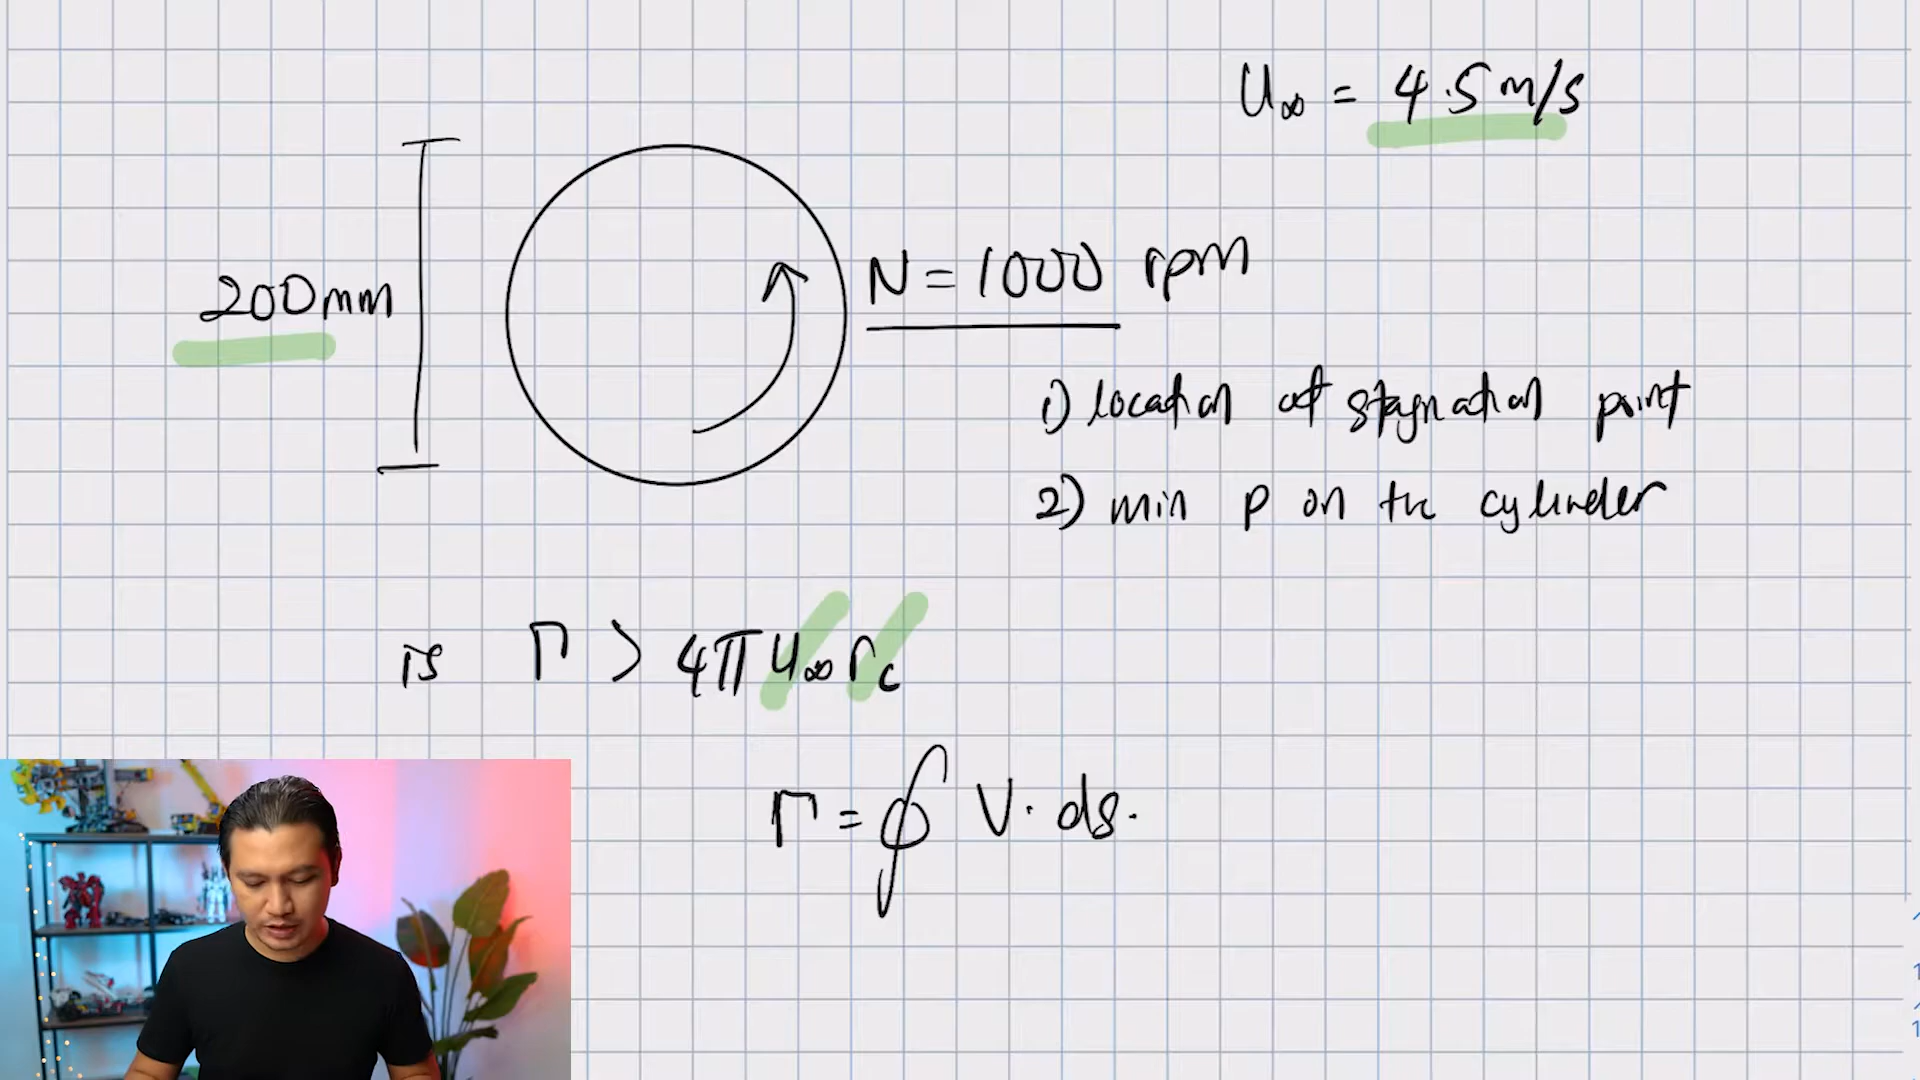 U∞ = 4.5 m/s
200mm
N = 1000 rpm
1) location of stagnation point
2) min P on the cylinder
is Γ > 4π U∞ rc
Γ = ∮ V · ds.